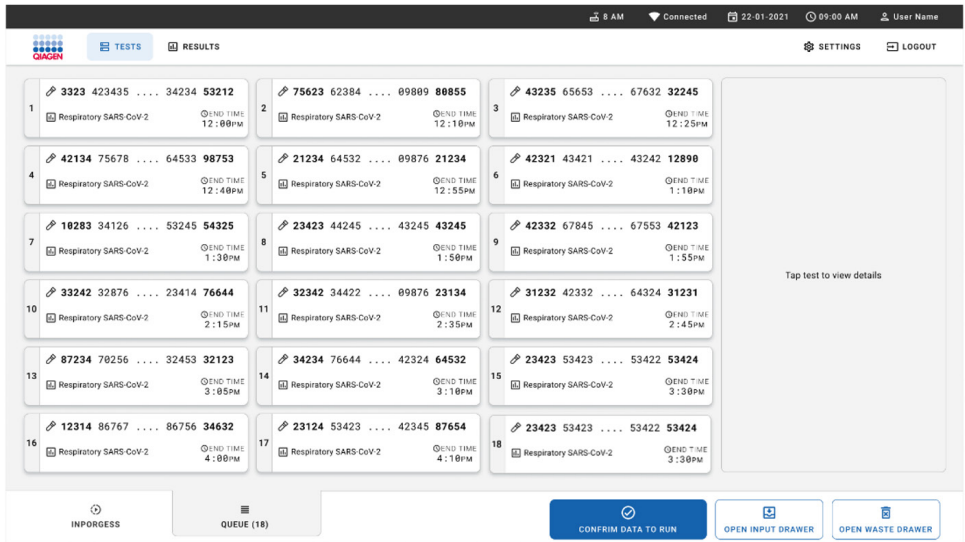 8 AM Connected 22-01-2021 09:00 AM User Name
QIAGEN TESTS RESULTS SETTINGS LOGOUT
1 3323 423435 .... 34234 53212
Respiratory SARS-CoV-2 END TIME 12:00PM
2 75623 62384 .... 09809 80855
Respiratory SARS-CoV-2 END TIME 12:10PM
3 43235 65653 .... 67632 32245
Respiratory SARS-CoV-2 END TIME 12:25PM
4 42134 75678 .... 64533 98753
Respiratory SARS-CoV-2 END TIME 12:40PM
5 21234 64532 .... 09876 21234
Respiratory SARS-CoV-2 END TIME 12:55PM
6 42321 43421 .... 43242 12890
Respiratory SARS-CoV-2 END TIME 1:10PM
7 10283 34126 .... 53245 54325
Respiratory SARS-CoV-2 END TIME 1:30PM
8 23423 44245 .... 43245 43245
Respiratory SARS-CoV-2 END TIME 1:50PM
9 42332 67845 .... 67553 42123
Respiratory SARS-CoV-2 END TIME 1:55PM
10 33242 32876 .... 23414 76644
Respiratory SARS-CoV-2 END TIME 2:15PM
11 32342 34422 .... 09876 23134
Respiratory SARS-CoV-2 END TIME 2:35PM
12 31232 42332 .... 64324 31231
Respiratory SARS-CoV-2 END TIME 2:45PM
13 87234 70256 .... 32453 32123
Respiratory SARS-CoV-2 END TIME 3:05PM
14 34234 76644 .... 42324 64532
Respiratory SARS-CoV-2 END TIME 3:10PM
15 23423 53423 .... 53422 53424
Respiratory SARS-CoV-2 END TIME 3:30PM
16 12314 86767 .... 86756 34632
Respiratory SARS-CoV-2 END TIME 4:00PM
17 23124 53423 .... 42345 87654
Respiratory SARS-CoV-2 END TIME 4:10PM
18 23423 53423 .... 53422 53424
Respiratory SARS-CoV-2 END TIME 3:30PM
Tap test to view details
INPORGESS QUEUE (18) CONFRIM DATA TO RUN OPEN INPUT DRAWER OPEN WASTE DRAWER